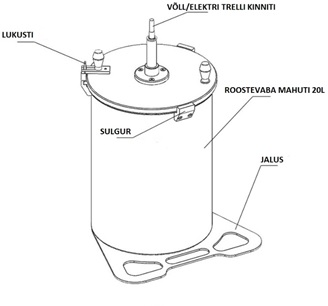 VÕLL/ELEKTRI TRELLI KINNITI
LUKUSTI
ROOSTEVABA MAHUTI 20L
SULGUR
JALUS